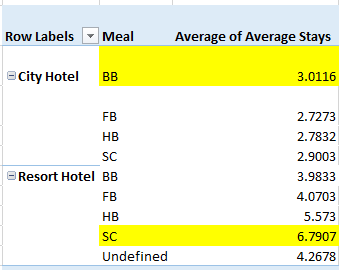 Row Labels Meal Average of Average Stays
City Hotel BB 3.0116
FB 2.7273
HB 2.7832
SC 2.9003
Resort Hotel BB 3.9833
FB 4.0703
HB 5.573
SC 6.7907
Undefined 4.2678